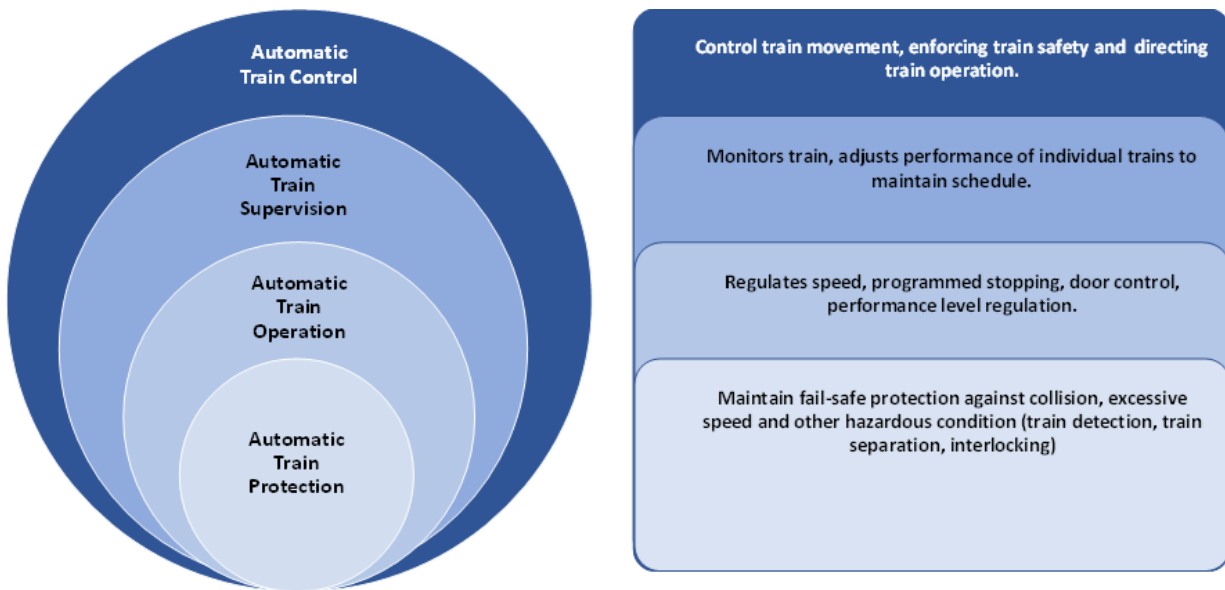 Automatic
Train Control
Automatic
Train
Supervision
Automatic
Train
Operation
Automatic
Train
Protection
Control train movement, enforcing train safety and directing
train operation.
Monitors train, adjusts performance of individual trains to
maintain schedule.
Regulates speed, programmed stopping, door control,
performance level regulation.
Maintain fail-safe protection against collision, excessive
speed and other hazardous condition (train detection, train
separation, interlocking)